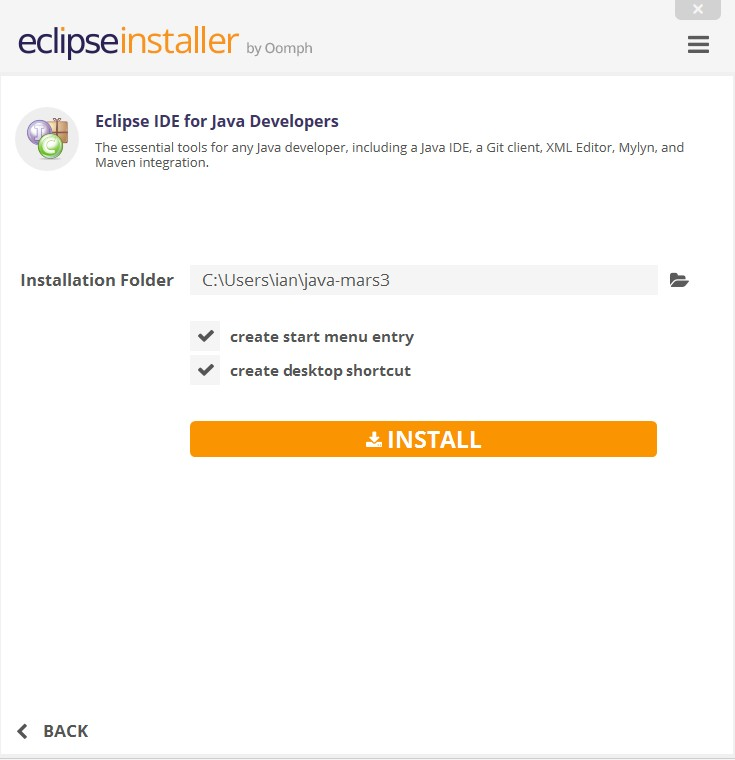 eclipseinstaller by Oomph
Eclipse IDE for Java Developers
The essential tools for any Java developer, including a Java IDE, a Git client, XML Editor, Mylyn, and
Maven integration.
Installation Folder C:\Users\ian\java-mars3
create start menu entry
create desktop shortcut
INSTALL
BACK